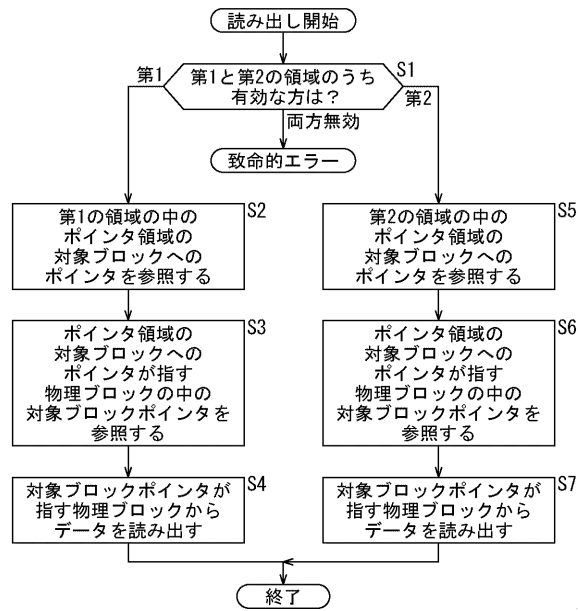 読み出し開始
第1と第2の領域のうち
有効な方は？
S1
第1
第2
両方無効
致命的エラー
第1の領域の中の
ポインタ領域の
対象ブロックへの
ポインタを参照する
S2
第2の領域の中の
ポインタ領域の
対象ブロックへの
ポインタを参照する
S5
ポインタ領域の
対象ブロックへの
ポインタが指す
物理ブロックの中の
対象ブロックポインタを
参照する
S3
ポインタ領域の
対象ブロックへの
ポインタが指す
物理ブロックの中の
対象ブロックポインタを
参照する
S6
対象ブロックポインタが
指す物理ブロックから
データを読み出す
S4
対象ブロックポインタが
指す物理ブロックから
データを読み出す
S7
終了